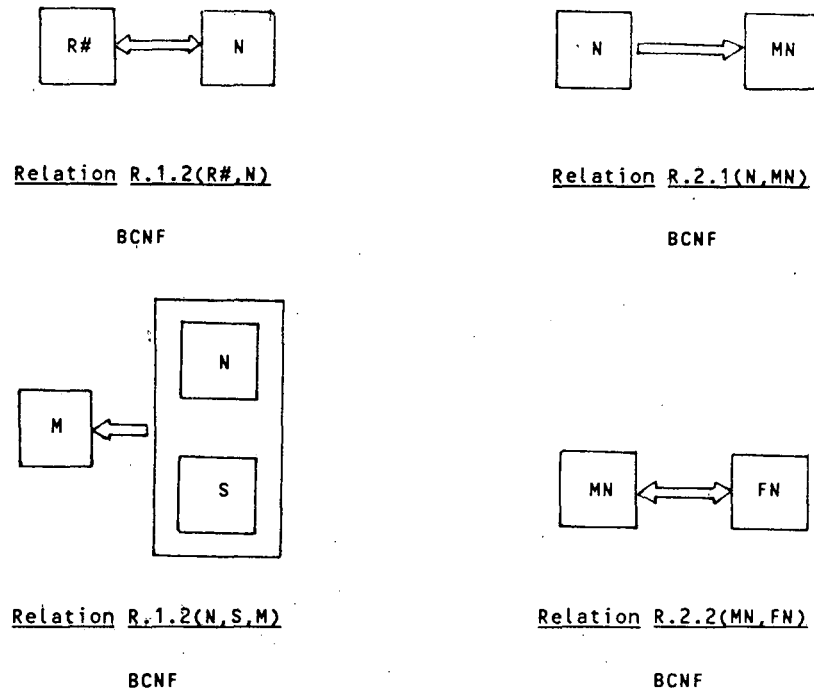 R# N N MN
Relation R.1.2(R#,N) Relation R.2.1(N,MN)
BCNF BCNF
N
M
S
MN FN
Relation R.1.2(N,S,M) Relation R.2.2(MN,FN)
BCNF BCNF